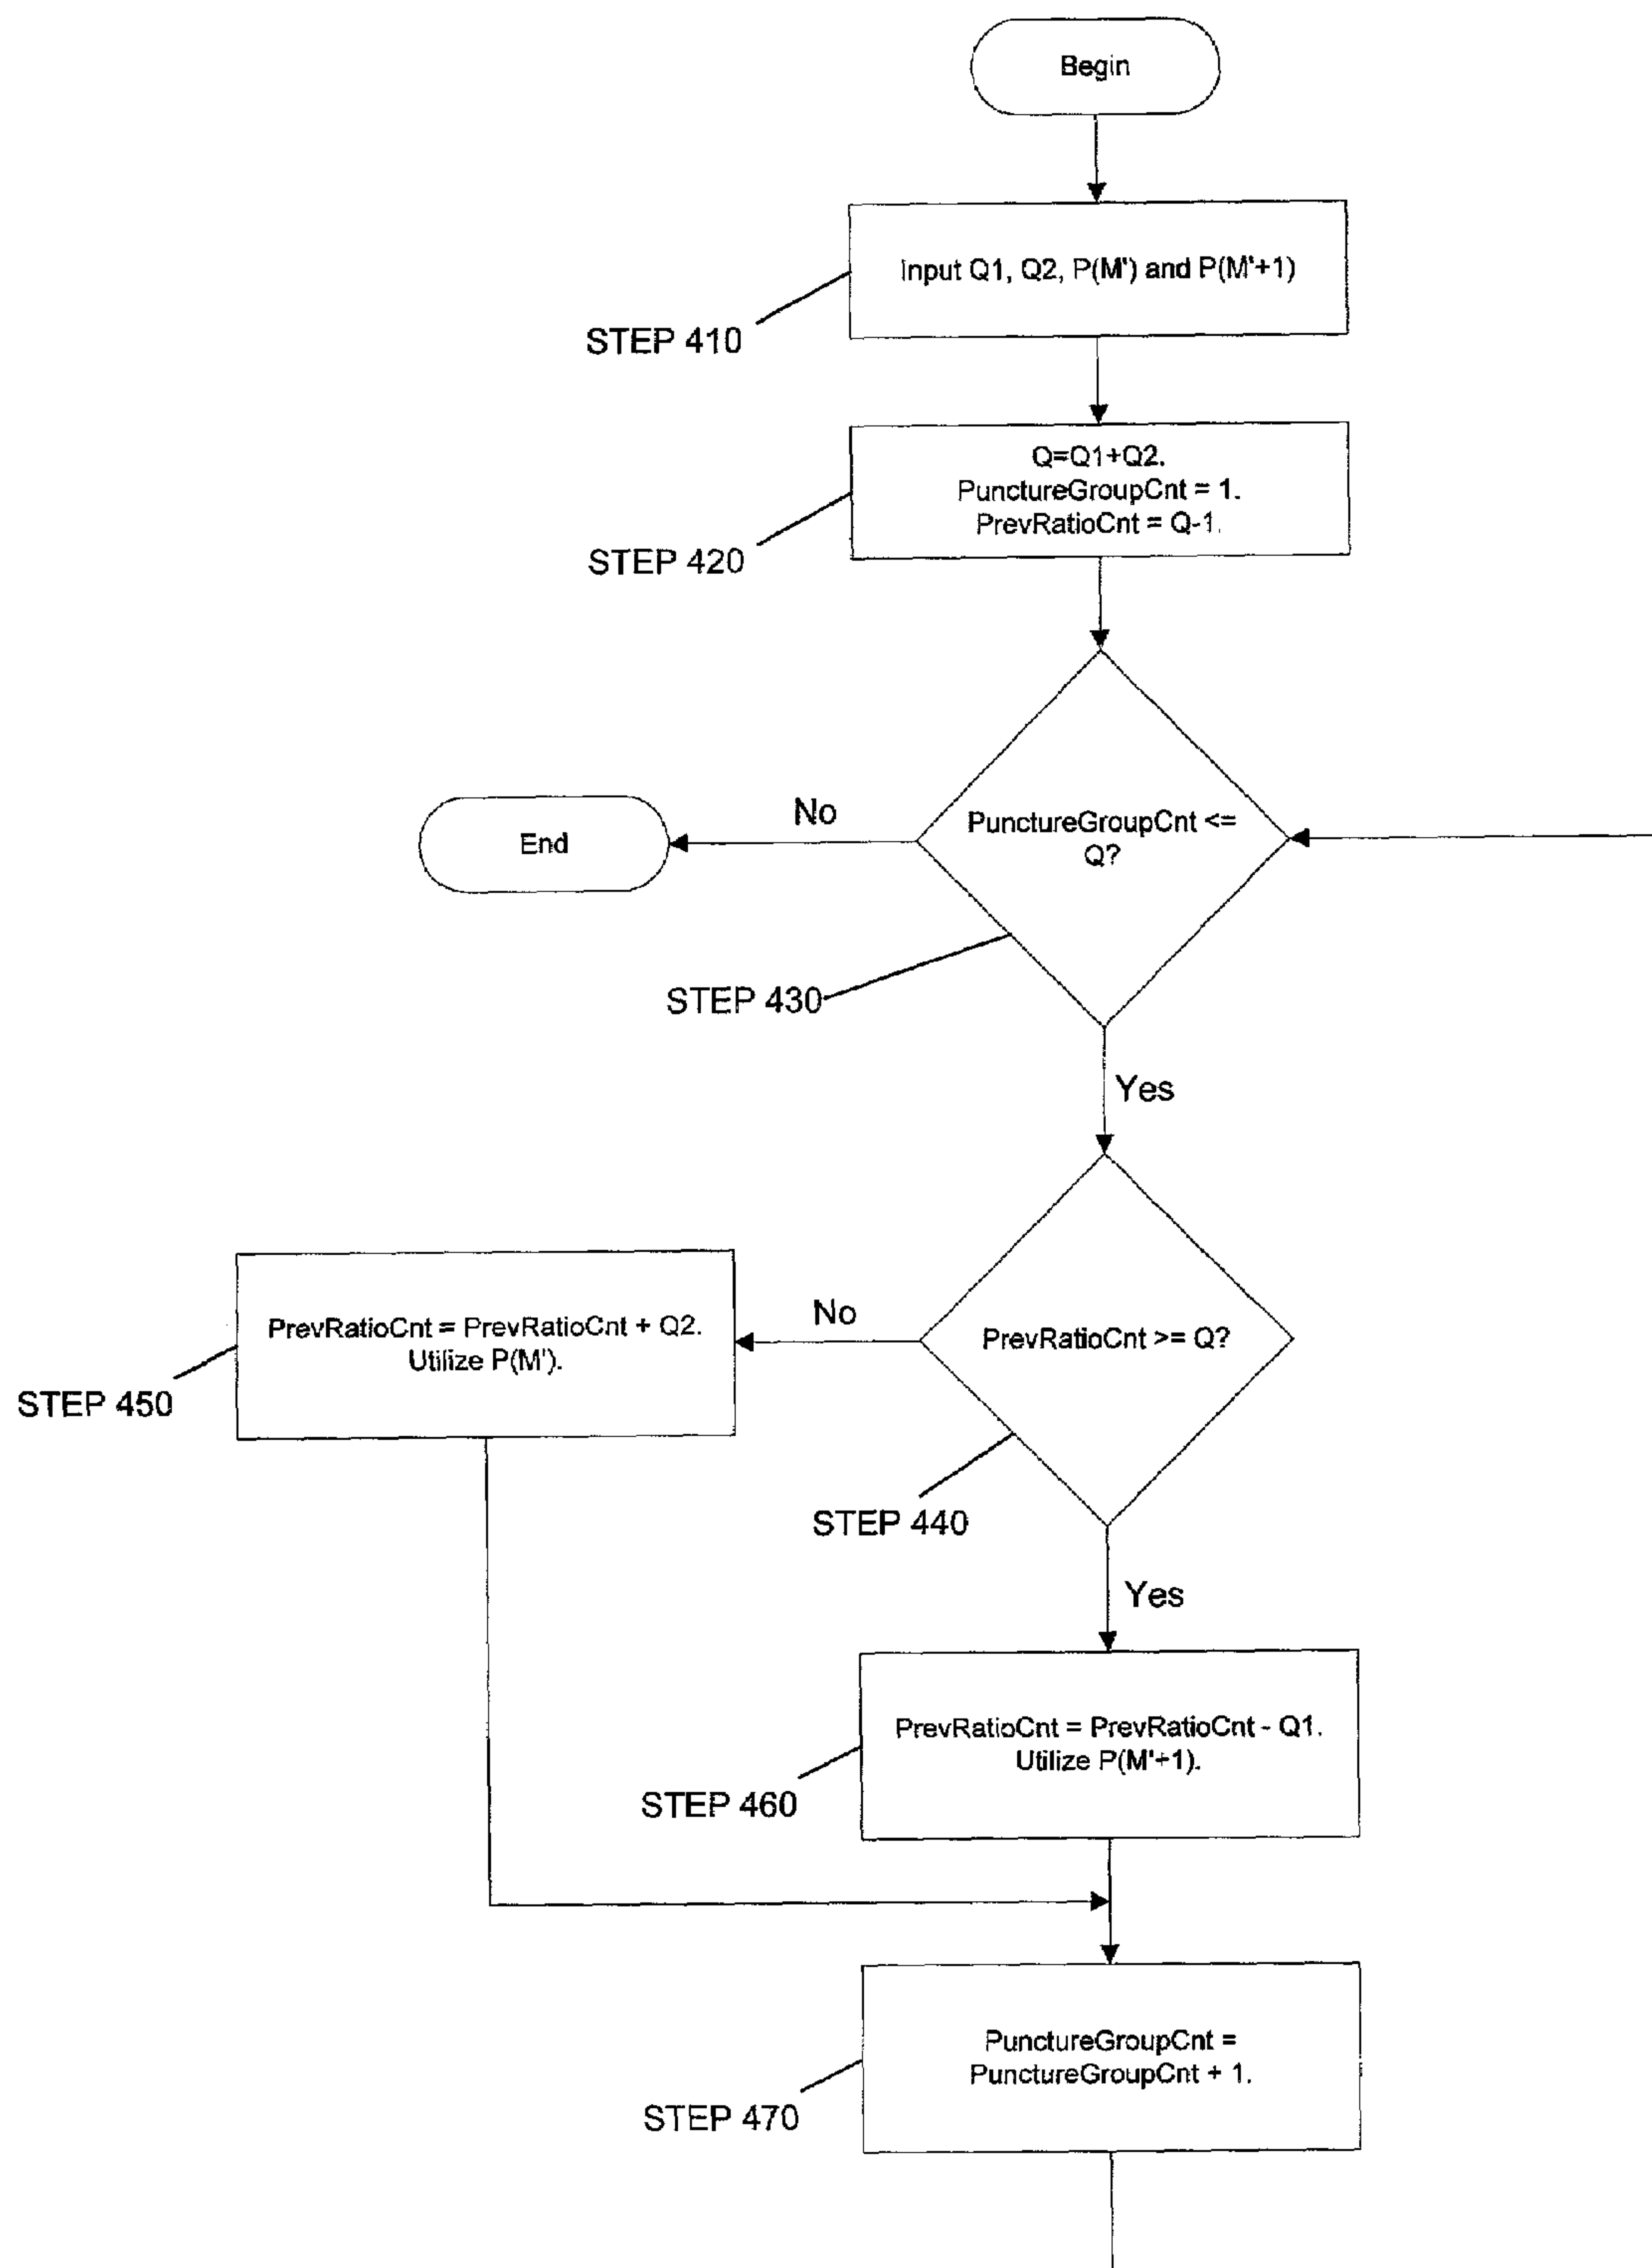 Begin
Input Q1, Q2, P(M') and P(M'+1)
STEP 410
Q=Q1+Q2.
PunctureGroupCnt = 1.
PrevRatioCnt = Q-1.
STEP 420
PunctureGroupCnt <=
Q?
No
End
STEP 430
Yes
PrevRatioCnt >= Q?
No
PrevRatioCnt = PrevRatioCnt + Q2.
Utilize P(M').
STEP 450
STEP 440
Yes
PrevRatioCnt = PrevRatioCnt - Q1.
Utilize P(M'+1).
STEP 460
PunctureGroupCnt =
PunctureGroupCnt + 1.
STEP 470